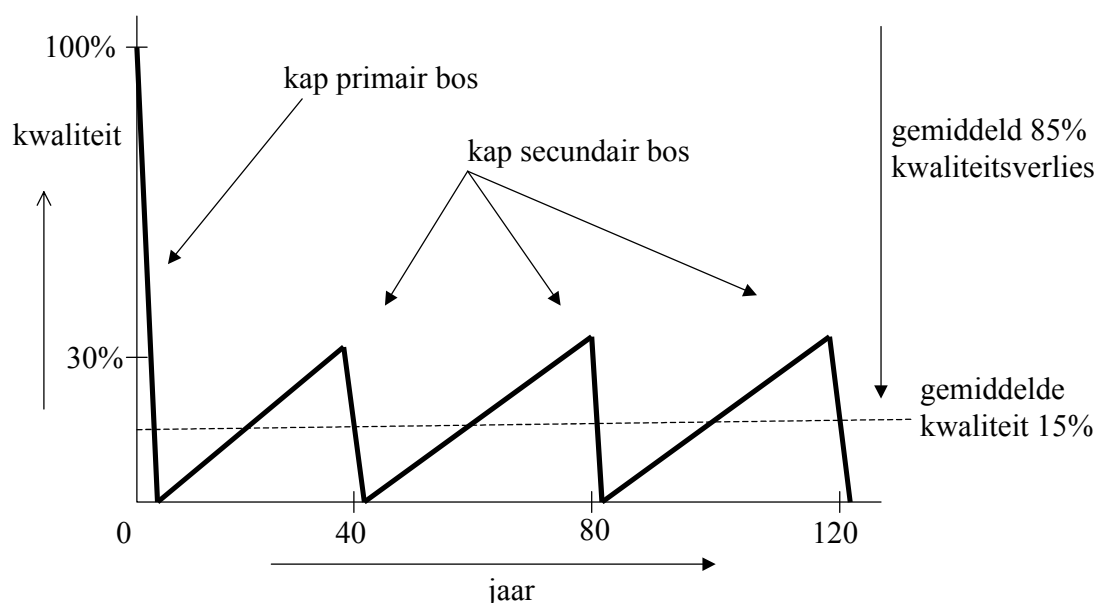 100%
kap primair bos
kwaliteit
kap secundair bos
gemiddeld 85%
kwaliteitsverlies
30%
gemiddelde
kwaliteit 15%
0
40
80
120
jaar